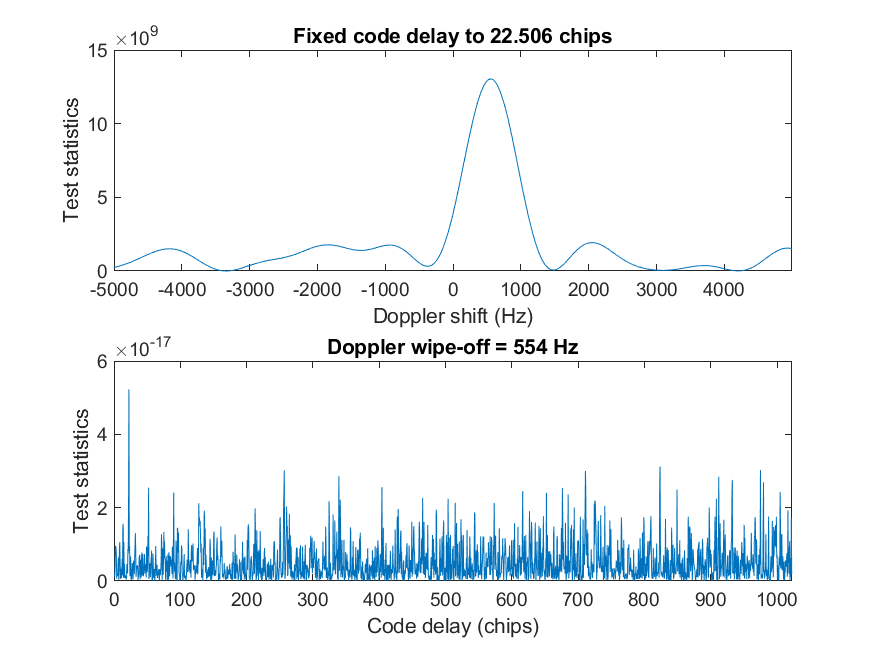 ×10^9
Fixed code delay to 22.506 chips
15
10
5
0
Test statistics
-5000 -4000 -3000 -2000 -1000 0 1000 2000 3000 4000
Doppler shift (Hz)
×10^-17
Doppler wipe-off = 554 Hz
6
4
2
0
Test statistics
0 100 200 300 400 500 600 700 800 900 1000
Code delay (chips)